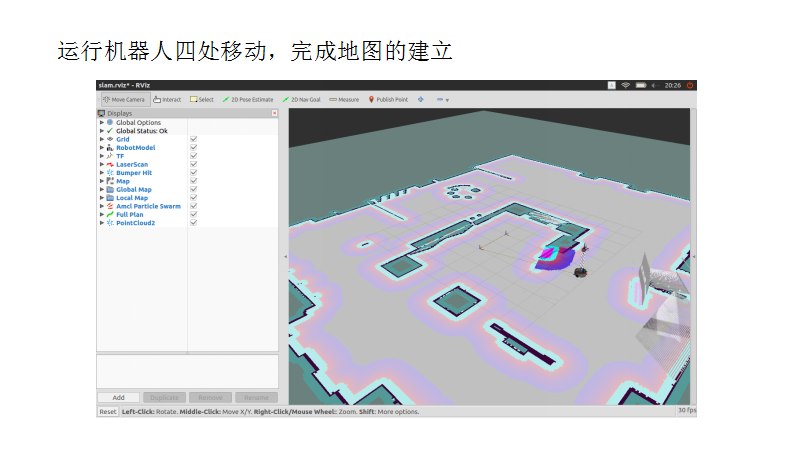 运行机器人四处移动，完成地图的建立
slam.rviz* - RViz
20:26
Move Camera Interact Select 2D Pose Estimate 2D Nav Goal Measure Publish Point
Displays
Global Options
Global Status: Ok
Grid
RobotModel
TF
LaserScan
Bumper Hit
Map
Global Map
Local Map
Amcl Particle Swarm
Full Plan
PointCloud2
Add Duplicate Remove Rename
Reset Left-Click: Rotate. Middle-Click: Move X/Y. Right-Click/Mouse Wheel:: Zoom. Shift: More options. 30 fps